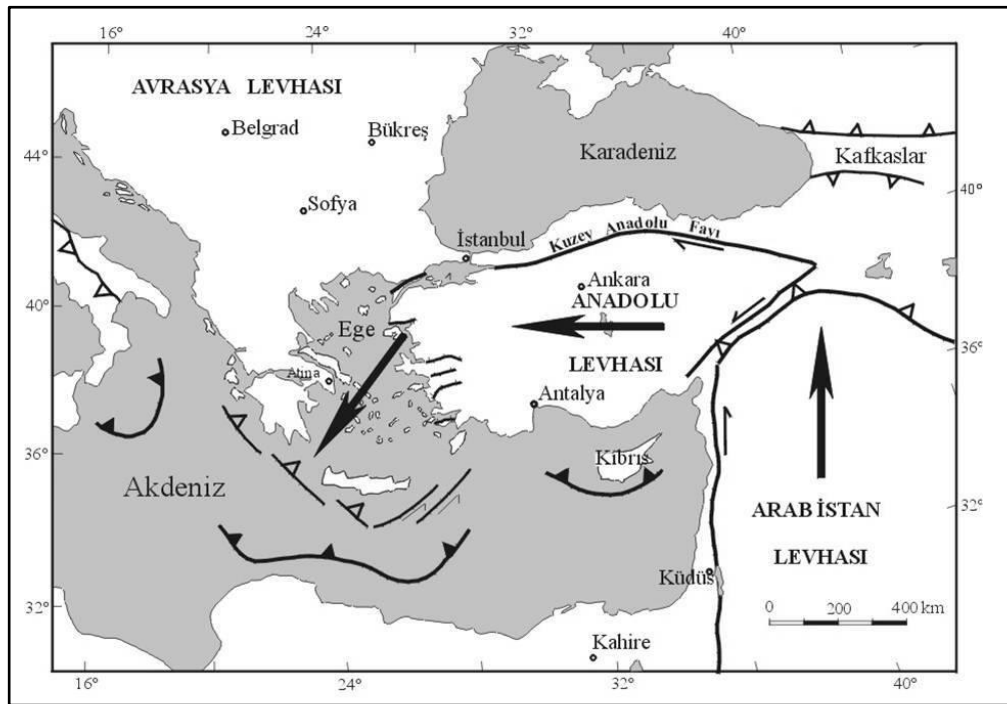 16°
24°
32°
40°
AVRASYA LEVHASI
Belgrad
Bükreş
44°
Karadeniz
Kafkaslar
40°
Sofya
İstanbul
Kuzey Anadolu Fayı
Ankara
ANADOLU
40°
Ege
36°
LEVHASI
Atina
Antalya
36°
Kıbrıs
Akdeniz
ARABİSTAN
32°
LEVHASI
Küdüs
0 200 400 km
32°
Kahire
16°
24°
32°
40°